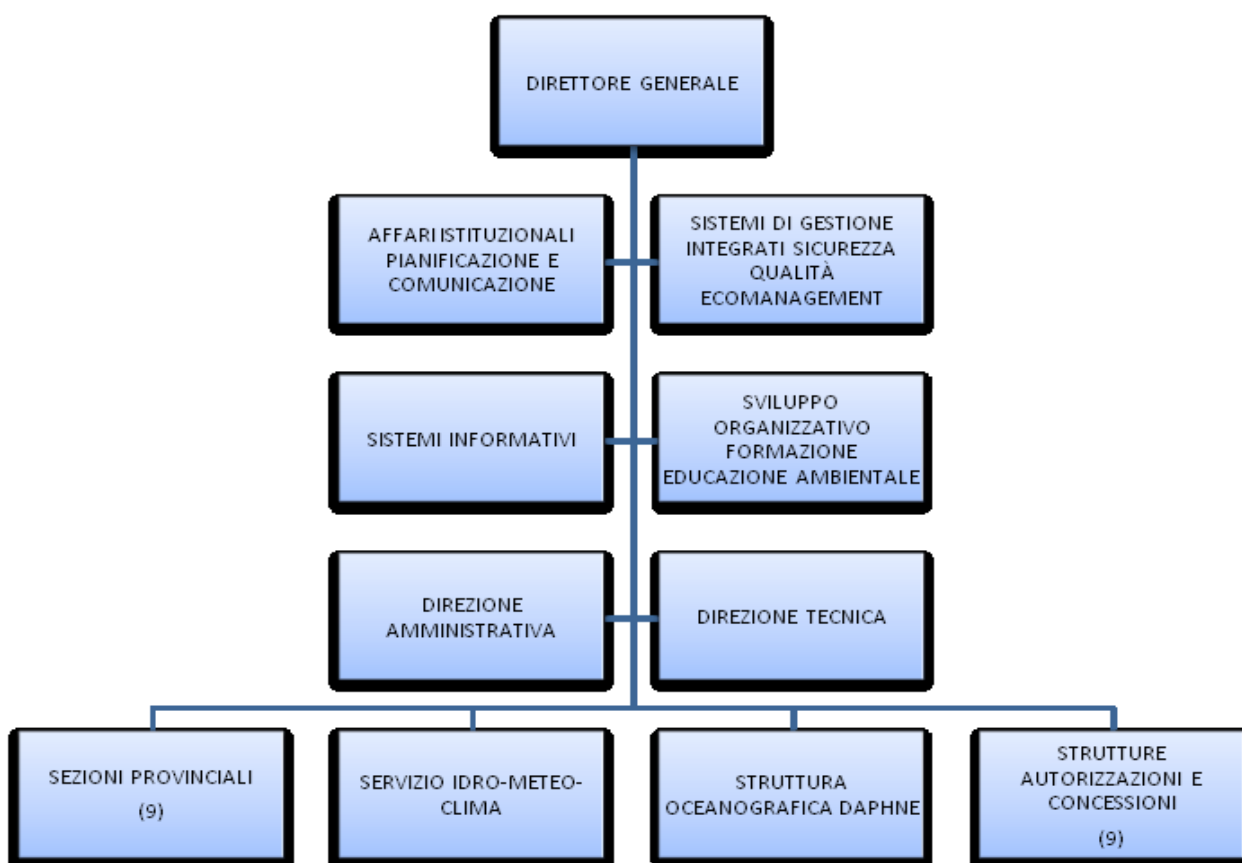 DIRETTORE GENERALE
AFFARI ISTITUZIONALI
PIANIFICAZIONE E
COMUNICAZIONE
SISTEMI DI GESTIONE
INTEGRATI SICUREZZA
QUALITÀ
ECOMANAGEMENT
SISTEMI INFORMATIVI
SVILUPPO
ORGANIZZATIVO
FORMAZIONE
EDUCAZIONE AMBIENTALE
DIREZIONE
AMMINISTRATIVA
DIREZIONE TECNICA
SEZIONI PROVINCIALI
(9)
SERVIZIO IDRO-METEO-
CLIMA
STRUTTURA
OCEANOGRAFICA DAPHNE
STRUTTURE
AUTORIZZAZIONI E
CONCESSIONI
(9)